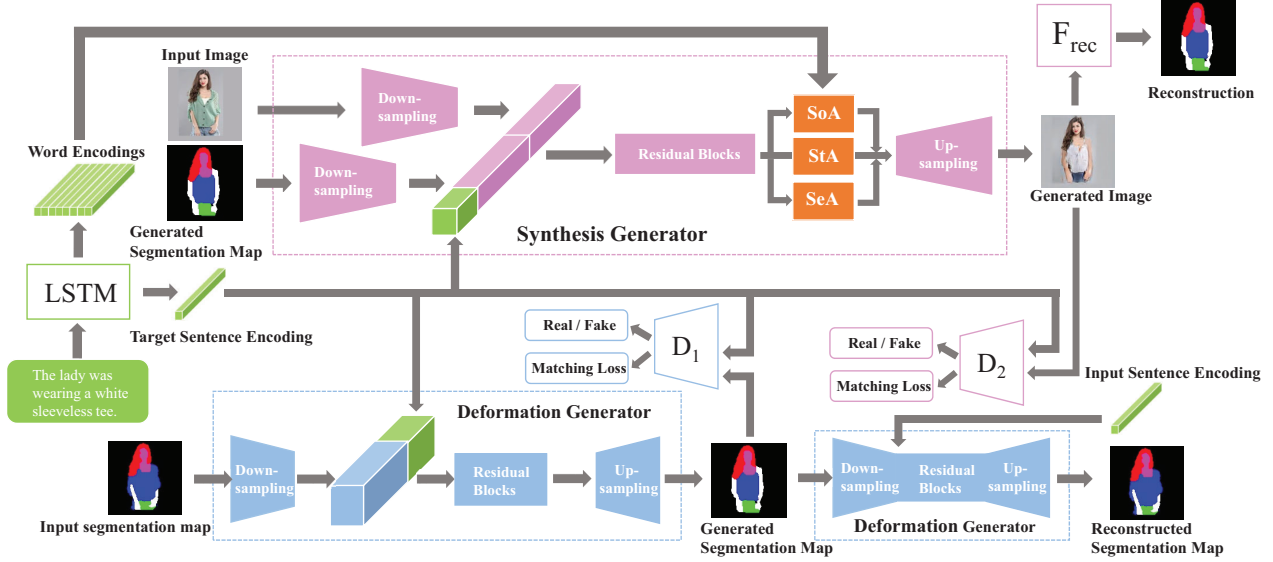 Input Image
Down-
sampling
SoA
F_rec
Reconstruction
Word Encodings
Down-
sampling
Residual Blocks
StA
Up-
sampling
SeA
Generated Image
Generated
Segmentation Map
Synthesis Generator
LSTM
Target Sentence Encoding
Real / Fake
Matching Loss
D₁
Real / Fake
Matching Loss
D₂
Input Sentence Encoding
The lady was
wearing a white
sleeveless tee.
Deformation Generator
Down-
sampling
Residual
Blocks
Up-
sampling
Input segmentation map
Generated
Segmentation Map
Down-
sampling
Residual
Blocks
Up-
sampling
Deformation Generator
Reconstructed
Segmentation Map